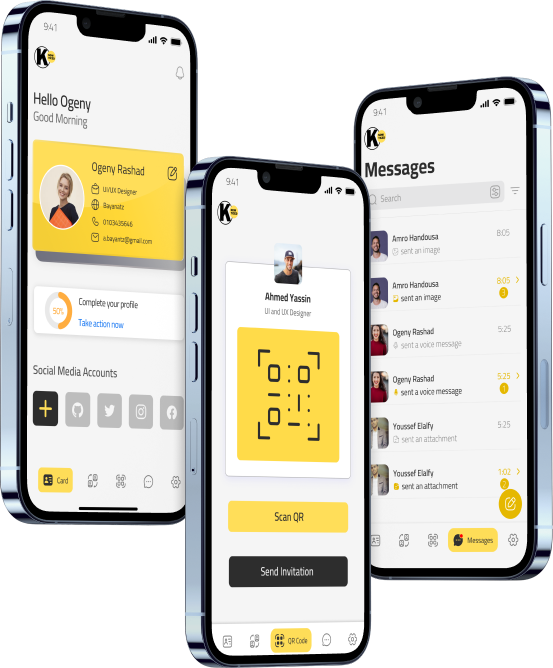 9:41
K
Hello Ogeny
Good Morning
Ogeny Rashad
UI/UX Designer
Bayanatz
0103435646
a.bayantz@gmail.com
50%
Complete your profile
Take action now
Social Media Accounts
Card
9:41
K
Ahmed Yassin
UI and UX Designer
Scan QR
Send Invitation
QR Code
9:41
K
Messages
Search
Amro Handousa 8:05
sent an image
Amro Handousa 8:05
sent an image 3
Ogeny Rashad 5:25
sent a voice message
Ogeny Rashad 5:25
sent a voice message 1
Youssef Elalfy 5:25
sent an attachment
Youssef Elalfy 1:02
sent an attachment 2
Messages